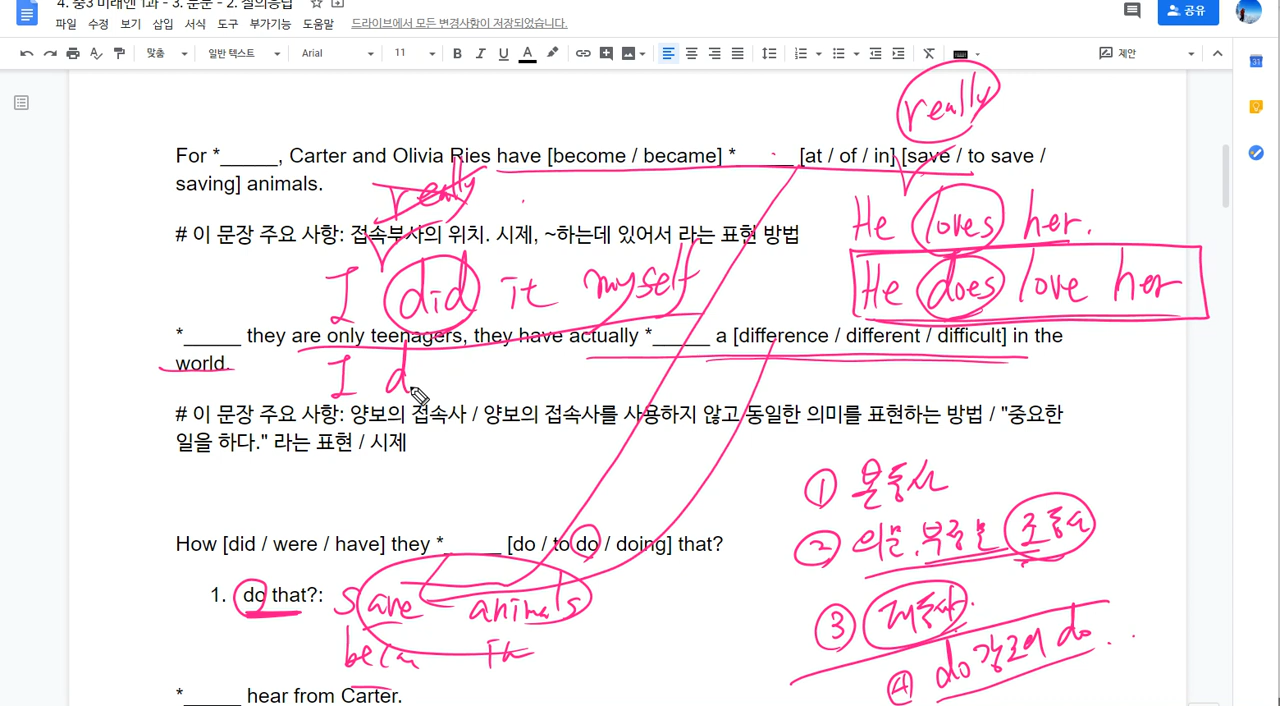 4. 중3 미래엔 1과 - 3. 본문 - 2. 질의응답
파일 수정 보기 삽입 서식 도구 부가기능 도움말 드라이브에서 모든 변경사항이 저장되었습니다.
공유
맞춤 일반 텍스트 Arial 11 B I U A 제안
31
really
For *_____, Carter and Olivia Ries have [become / became] *_____ [at / of / in] [save / to save /
saving] animals.
really
He loves her.
# 이 문장 주요 사항: 접속부사의 위치. 시제, ~하는데 있어서 라는 표현 방법
I did it myself
He does love her
*_____ they are only teenagers, they have actually *_____ a [difference / different / difficult] in the
world.
I d
# 이 문장 주요 사항: 양보의 접속사 / 양보의 접속사를 사용하지 않고 동일한 의미를 표현하는 방법 / "중요한
일을 하다." 라는 표현 / 시제
① 본동사
② 의문, 부정문 조동사
How [did / were / have] they *_____ [do / to do / doing] that?
1. do that?: save animals
③ 대동사.
④ do 강조의 do
*_____ hear from Carter.